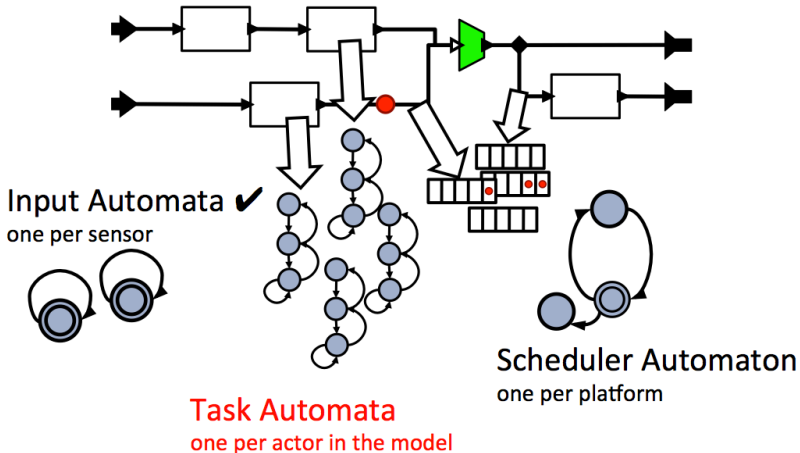 Input Automata ✔
one per sensor
Scheduler Automaton
one per platform
Task Automata
one per actor in the model